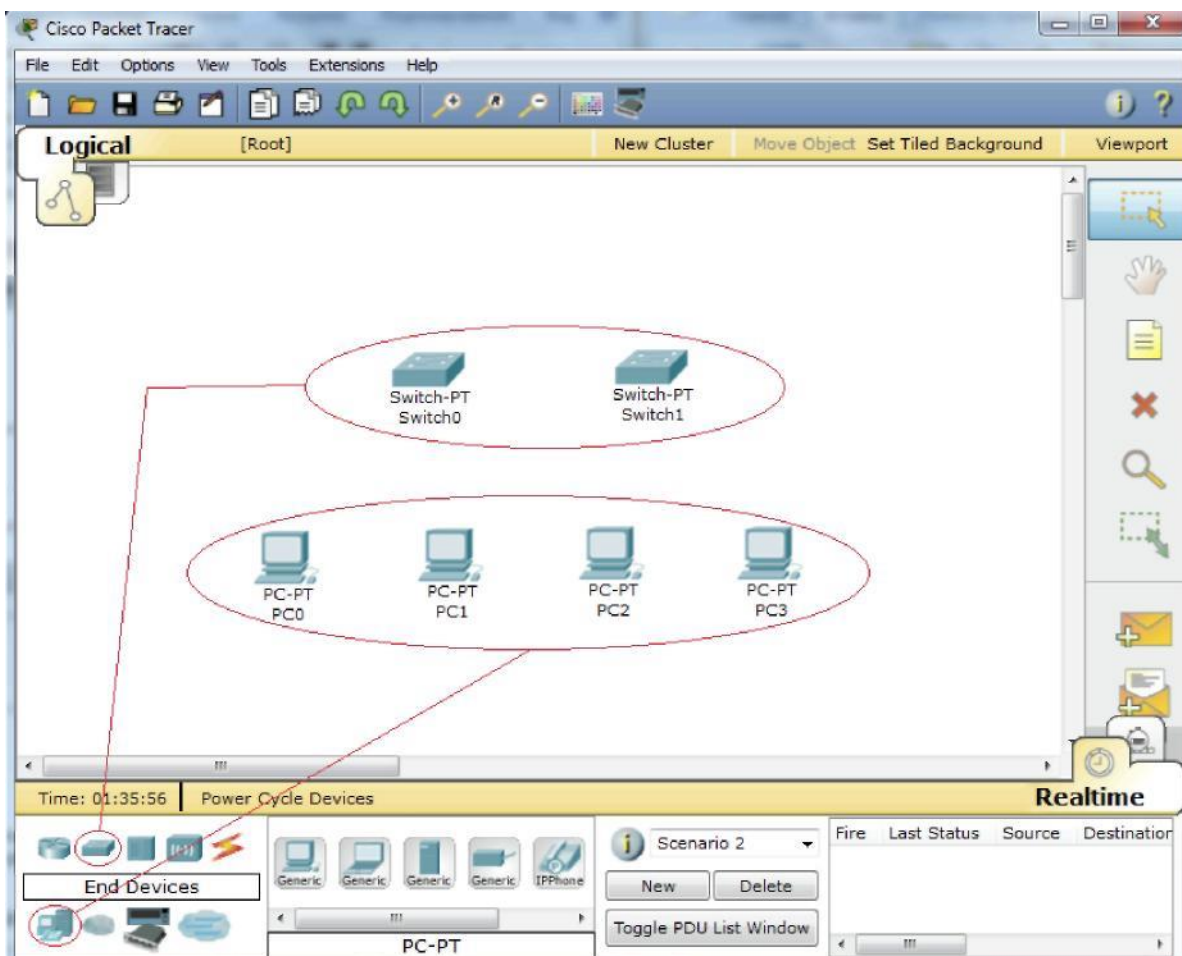 Cisco Packet Tracer
File Edit Options View Tools Extensions Help
Logical [Root] New Cluster Move Object Set Tiled Background Viewport
Switch-PT
Switch0
Switch-PT
Switch1
PC-PT
PC0
PC-PT
PC1
PC-PT
PC2
PC-PT
PC3
Time: 01:35:56 Power Cycle Devices Realtime
End Devices
Generic Generic Generic Generic IPPhone
PC-PT
Scenario 2
New Delete
Toggle PDU List Window
Fire Last Status Source Destination